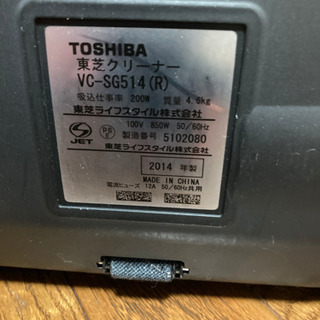 TOSHIBA
東芝クリーナー
VC-SG514(R)
吸込仕事率 200W 質量 4.5kg
東芝ライフスタイル株式会社
100V 850W 50/60Hz
PS E
JET
製造番号 5102080
東芝ライフスタイル株式会社
2014 年製
MADE IN CHINA
電流ヒューズ 12A 50/60Hz共用